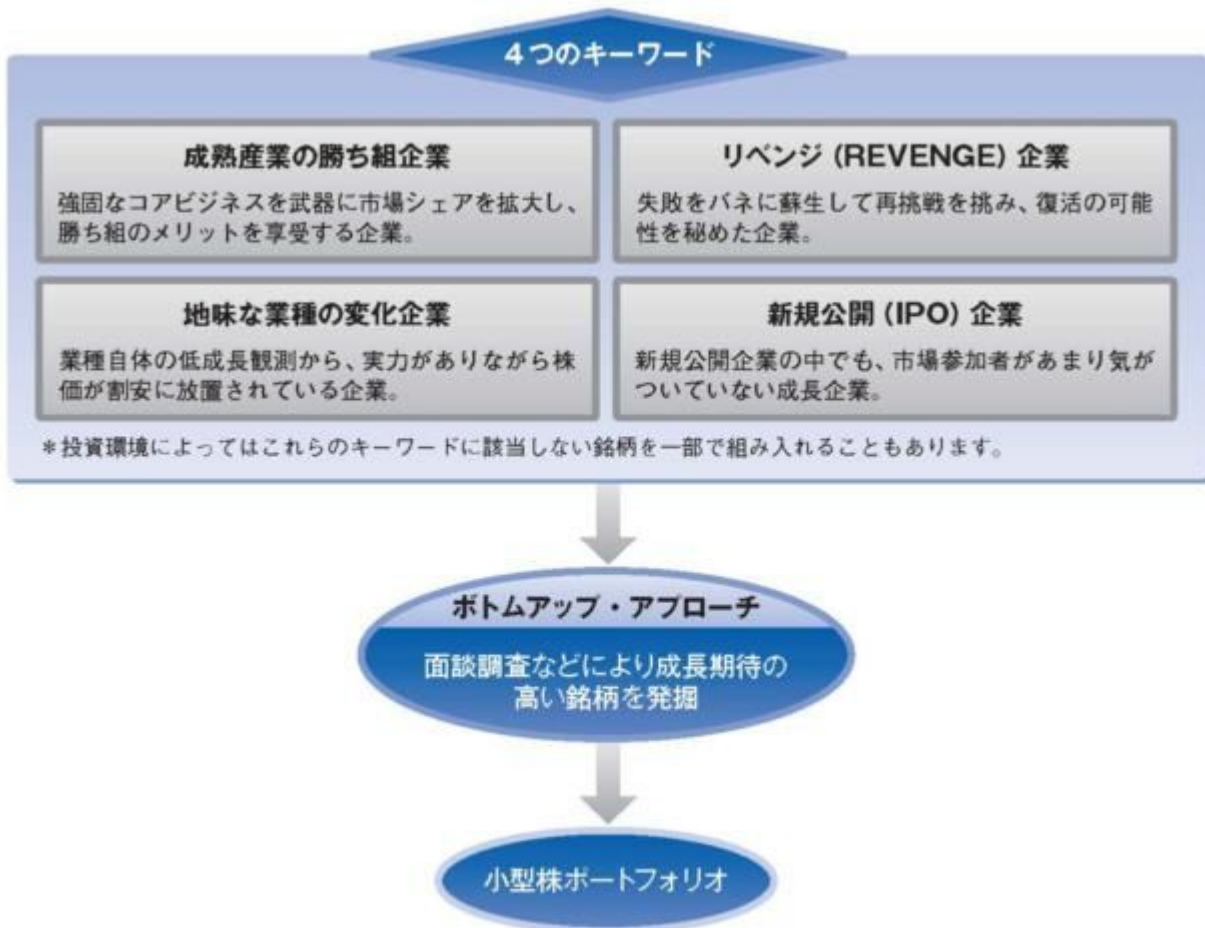 4つのキーワード
成熟産業の勝ち組企業
強固なコアビジネスを武器に市場シェアを拡大し、
勝ち組のメリットを享受する企業。
リベンジ (REVENGE) 企業
失敗をバネに蘇生して再挑戦を挑み、復活の可能
性を秘めた企業。
地味な業種の変化企業
業種自体の低成長観測から、実力がありながら株
価が割安に放置されている企業。
新規公開 (IPO) 企業
新規公開企業の中でも、市場参加者があまり気が
ついていない成長企業。
*投資環境によってはこれらのキーワードに該当しない銘柄を一部で組み入れることもあります。
ボトムアップ・アプローチ
面談調査などにより成長期待の
高い銘柄を発掘
小型株ポートフォリオ